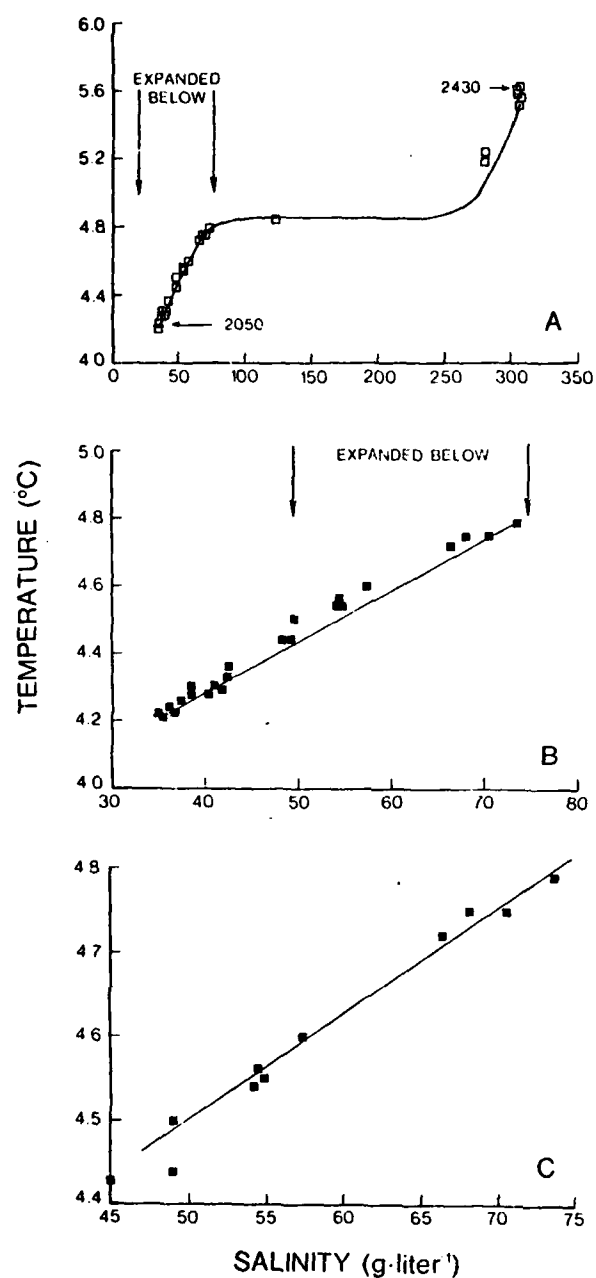 6.0
5.6
5.2
4.8
4.4
4 0
EXPANDED
BELOW
2430
2050
A
0 50 100 150 200 250 300 350
TEMPERATURE (°C)
5.0
4.8
4.6
4.4
4.2
4 0
EXPANDED BELOW
B
30 40 50 60 70 80
4 8
4 7
4 6
4.5
4.4
C
45 50 55 60 65 70 75
SALINITY (g·liter⁻¹)